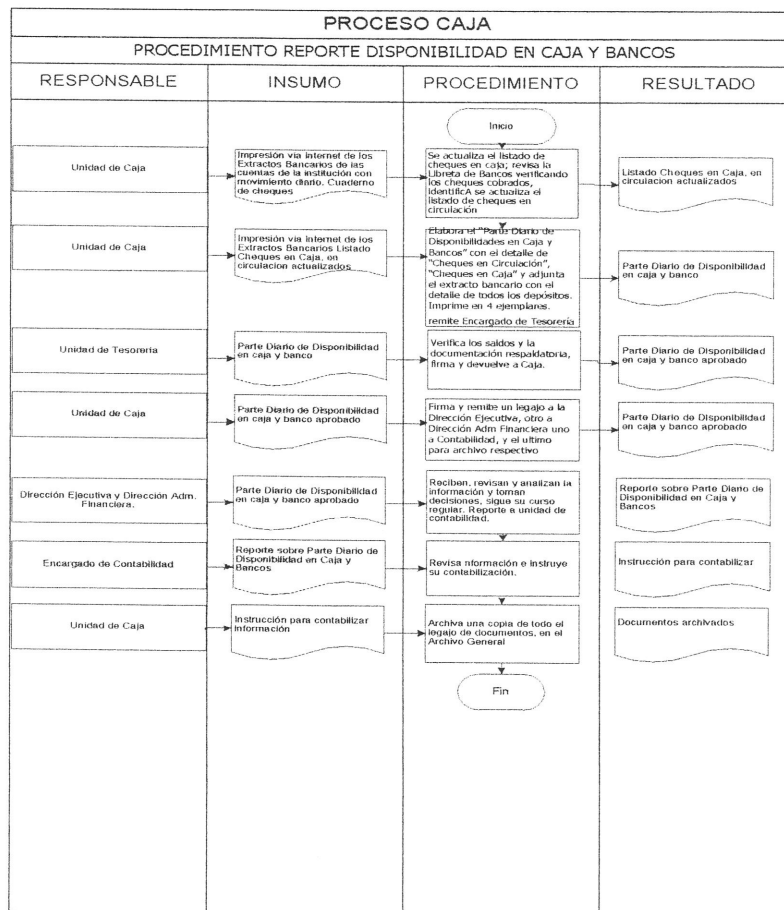 PROCESO CAJA
PROCEDIMIENTO REPORTE DISPONIBILIDAD EN CAJA Y BANCOS
RESPONSABLE
INSUMO
PROCEDIMIENTO
RESULTADO
Inicio
Unidad de Caja
Impresión via Internet de los
Extractos Bancarios de las
cuentas de la institución con
movimiento diario. Cuaderno
de cheques
Se actualiza el listado de
cheques en caja; revisa la
Libreta de Bancos verificando
los cheques cobrados,
IdentificA se actualiza el
listado de cheques en
circulación
Listado Cheques en Caja, en
circulacion actualizados
Unidad de Caja
Impresión via Internet de los
Extractos Bancarios Listado
Cheques en Caja, en
circulacion actualizados
Elabora el "Parte Diario de
Disponibilidades en Caja y
Bancos" con el detalle de
"Cheques en Circulación",
"Cheques en Caja" y adjunta
el extracto bancario con el
detalle de todos los depósitos.
Imprime en 4 ejemplares.
remite Encargado de Tesorería
Parte Diario de Disponibilidad
en caja y banco
Unidad de Tesorería
Parte Diario de Disponibilidad
en caja y banco
Verifica los saldos y la
documentación respaldatoria,
firma y devuelve a Caja.
Parte Diario de Disponibilidad
en caja y banco aprobado
Unidad de Caja
Parte Diario de Disponibilidad
en caja y banco aprobado
Firma y remite un legajo a la
Dirección Ejecutiva, otro a
Dirección Adm Financiera uno
a Contabilidad, y el ultimo
para archivo respectivo
Parte Diario de Disponibilidad
en caja y banco aprobado
Dirección Ejecutiva y Dirección Adm.
Financiera.
Parte Diario de Disponibilidad
en caja y banco aprobado
Reciben, revisan y analizan la
información y toman
decisiones, sigue su curso
regular. Reporte a unidad de
contabilidad.
Reporte sobre Parte Diario de
Disponibilidad en Caja y
Bancos
Encargado de Contabilidad
Reporte sobre Parte Diario de
Disponibilidad en Caja y
Bancos
Revisa nformación e instruye
su contabilización.
Instrucción para contabilizar
Unidad de Caja
Instrucción para contabilizar
Información
Archiva una copia de todo el
legajo de documentos, en el
Archivo General
Documentos archivados
Fin